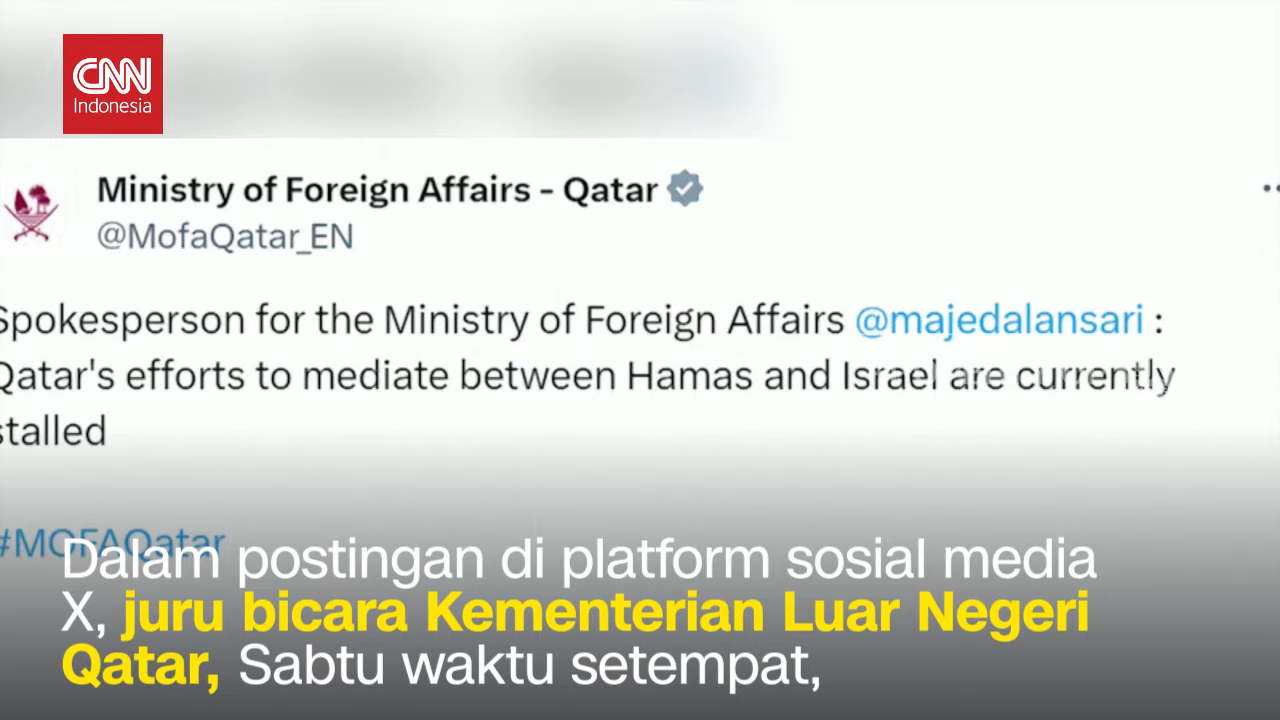 CNN
Indonesia
Ministry of Foreign Affairs - Qatar
@MofaQatar_EN
Spokesperson for the Ministry of Foreign Affairs @majedalansari :
Qatar's efforts to mediate between Hamas and Israel are currently
stalled
#MOFAQatar
Dalam postingan di platform sosial media
X, juru bicara Kementerian Luar Negeri
Qatar, Sabtu waktu setempat,